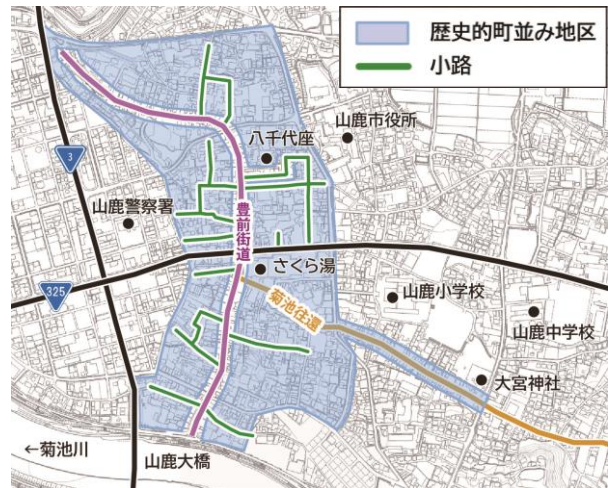 歴史的町並み地区
小路
山鹿市役所
八千代座
3
山鹿警察署
豊前街道
さくら湯
325
菊池往還
山鹿小学校
山鹿中学校
大宮神社
←菊池川
山鹿大橋